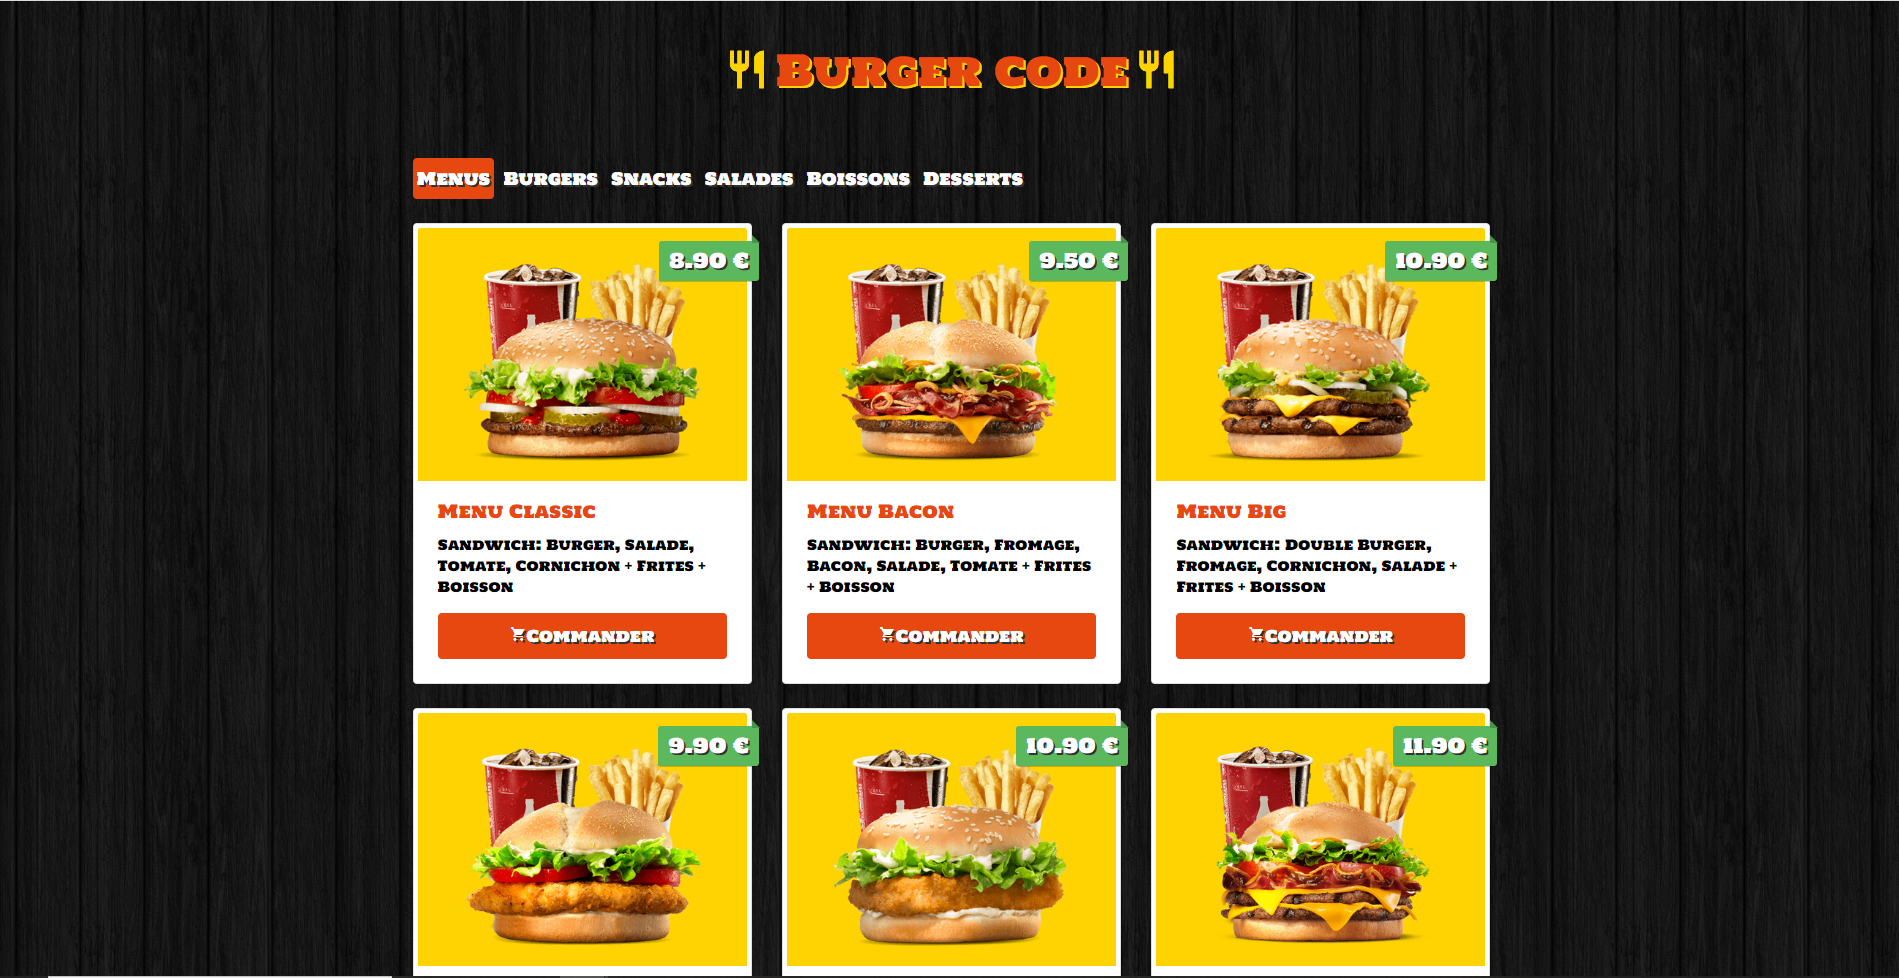 Burger Code
Menus Burgers Snacks Salades Boissons Desserts
8.90 €
9.50 €
10.90 €
Menu Classic
Sandwich: Burger, Salade,
Tomate, Cornichon + Frites +
Boisson
Commander
Menu Bacon
Sandwich: Burger, Fromage,
Bacon, Salade, Tomate + Frites
+ Boisson
Commander
Menu Big
Sandwich: Double Burger,
Fromage, Cornichon, Salade +
Frites + Boisson
Commander
9.90 €
10.90 €
11.90 €